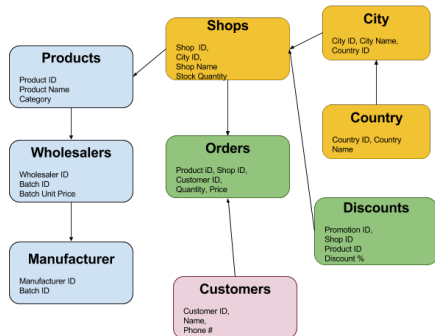 Products
Product ID
Product Name
Category
Shops
Shop ID,
City ID,
Shop Name
Stock Quantity
City
City ID, City Name,
Country ID
Country
Country ID, Country
Name
Wholesalers
Wholesaler ID
Batch ID
Batch Unit Price
Orders
Product iD, Shop ID,
Customer ID,
Quantity, Price
Discounts
Promotion ID,
Shop ID
Product ID
Discount %
Manufacturer
Manufacturer ID
Batch ID
Customers
Customer ID,
Name,
Phone #